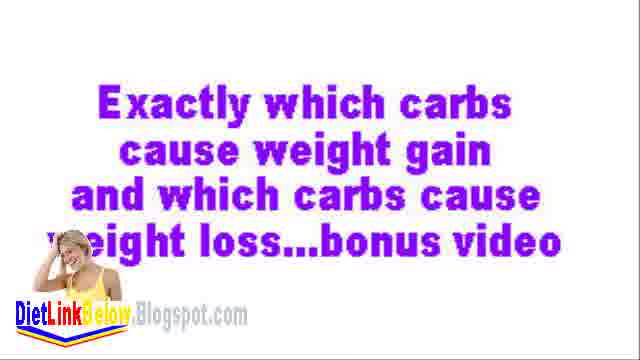 Exactly which carbs
cause weight gain
and which carbs cause
weight loss...bonus video
DietLinkBelow.Blogspot.com